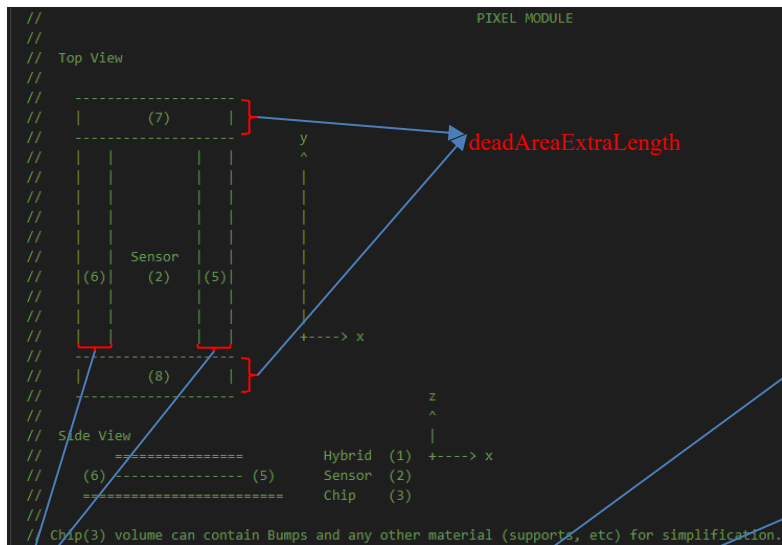 //                                                    PIXEL MODULE
//
//  Top View
//
//    --------------------
//    |       (7)        |
//    --------------------        y
deadAreaExtraLength
//    |   |          |   |        ^
//    |   |          |   |        |
//    |   |          |   |        |
//    |   |          |   |        |
//    |   |          |   |        |
//    |   |  Sensor  |   |        |
//    |(6)|   (2)    |(5)|        |
//    |   |          |   |        |
//    |   |          |   |        |
//    |   |          |   |        +----> x
//    --------------------
//    |       (8)        |
//    --------------------                        z
//                                                ^
//  Side View                                     |
//         ================          Hybrid  (1)  +----> x
//     (6) ---------------- (5)      Sensor  (2)
//     =========================     Chip    (3)
//
// Chip(3) volume can contain Bumps and any other material (supports, etc) for simplification.